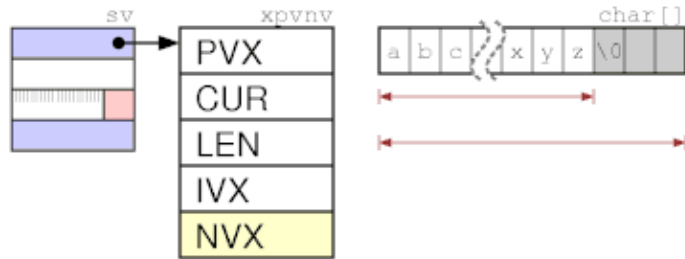 sv xpvnv char[]
PVX a b c x y z \0
CUR
LEN
IVX
NVX